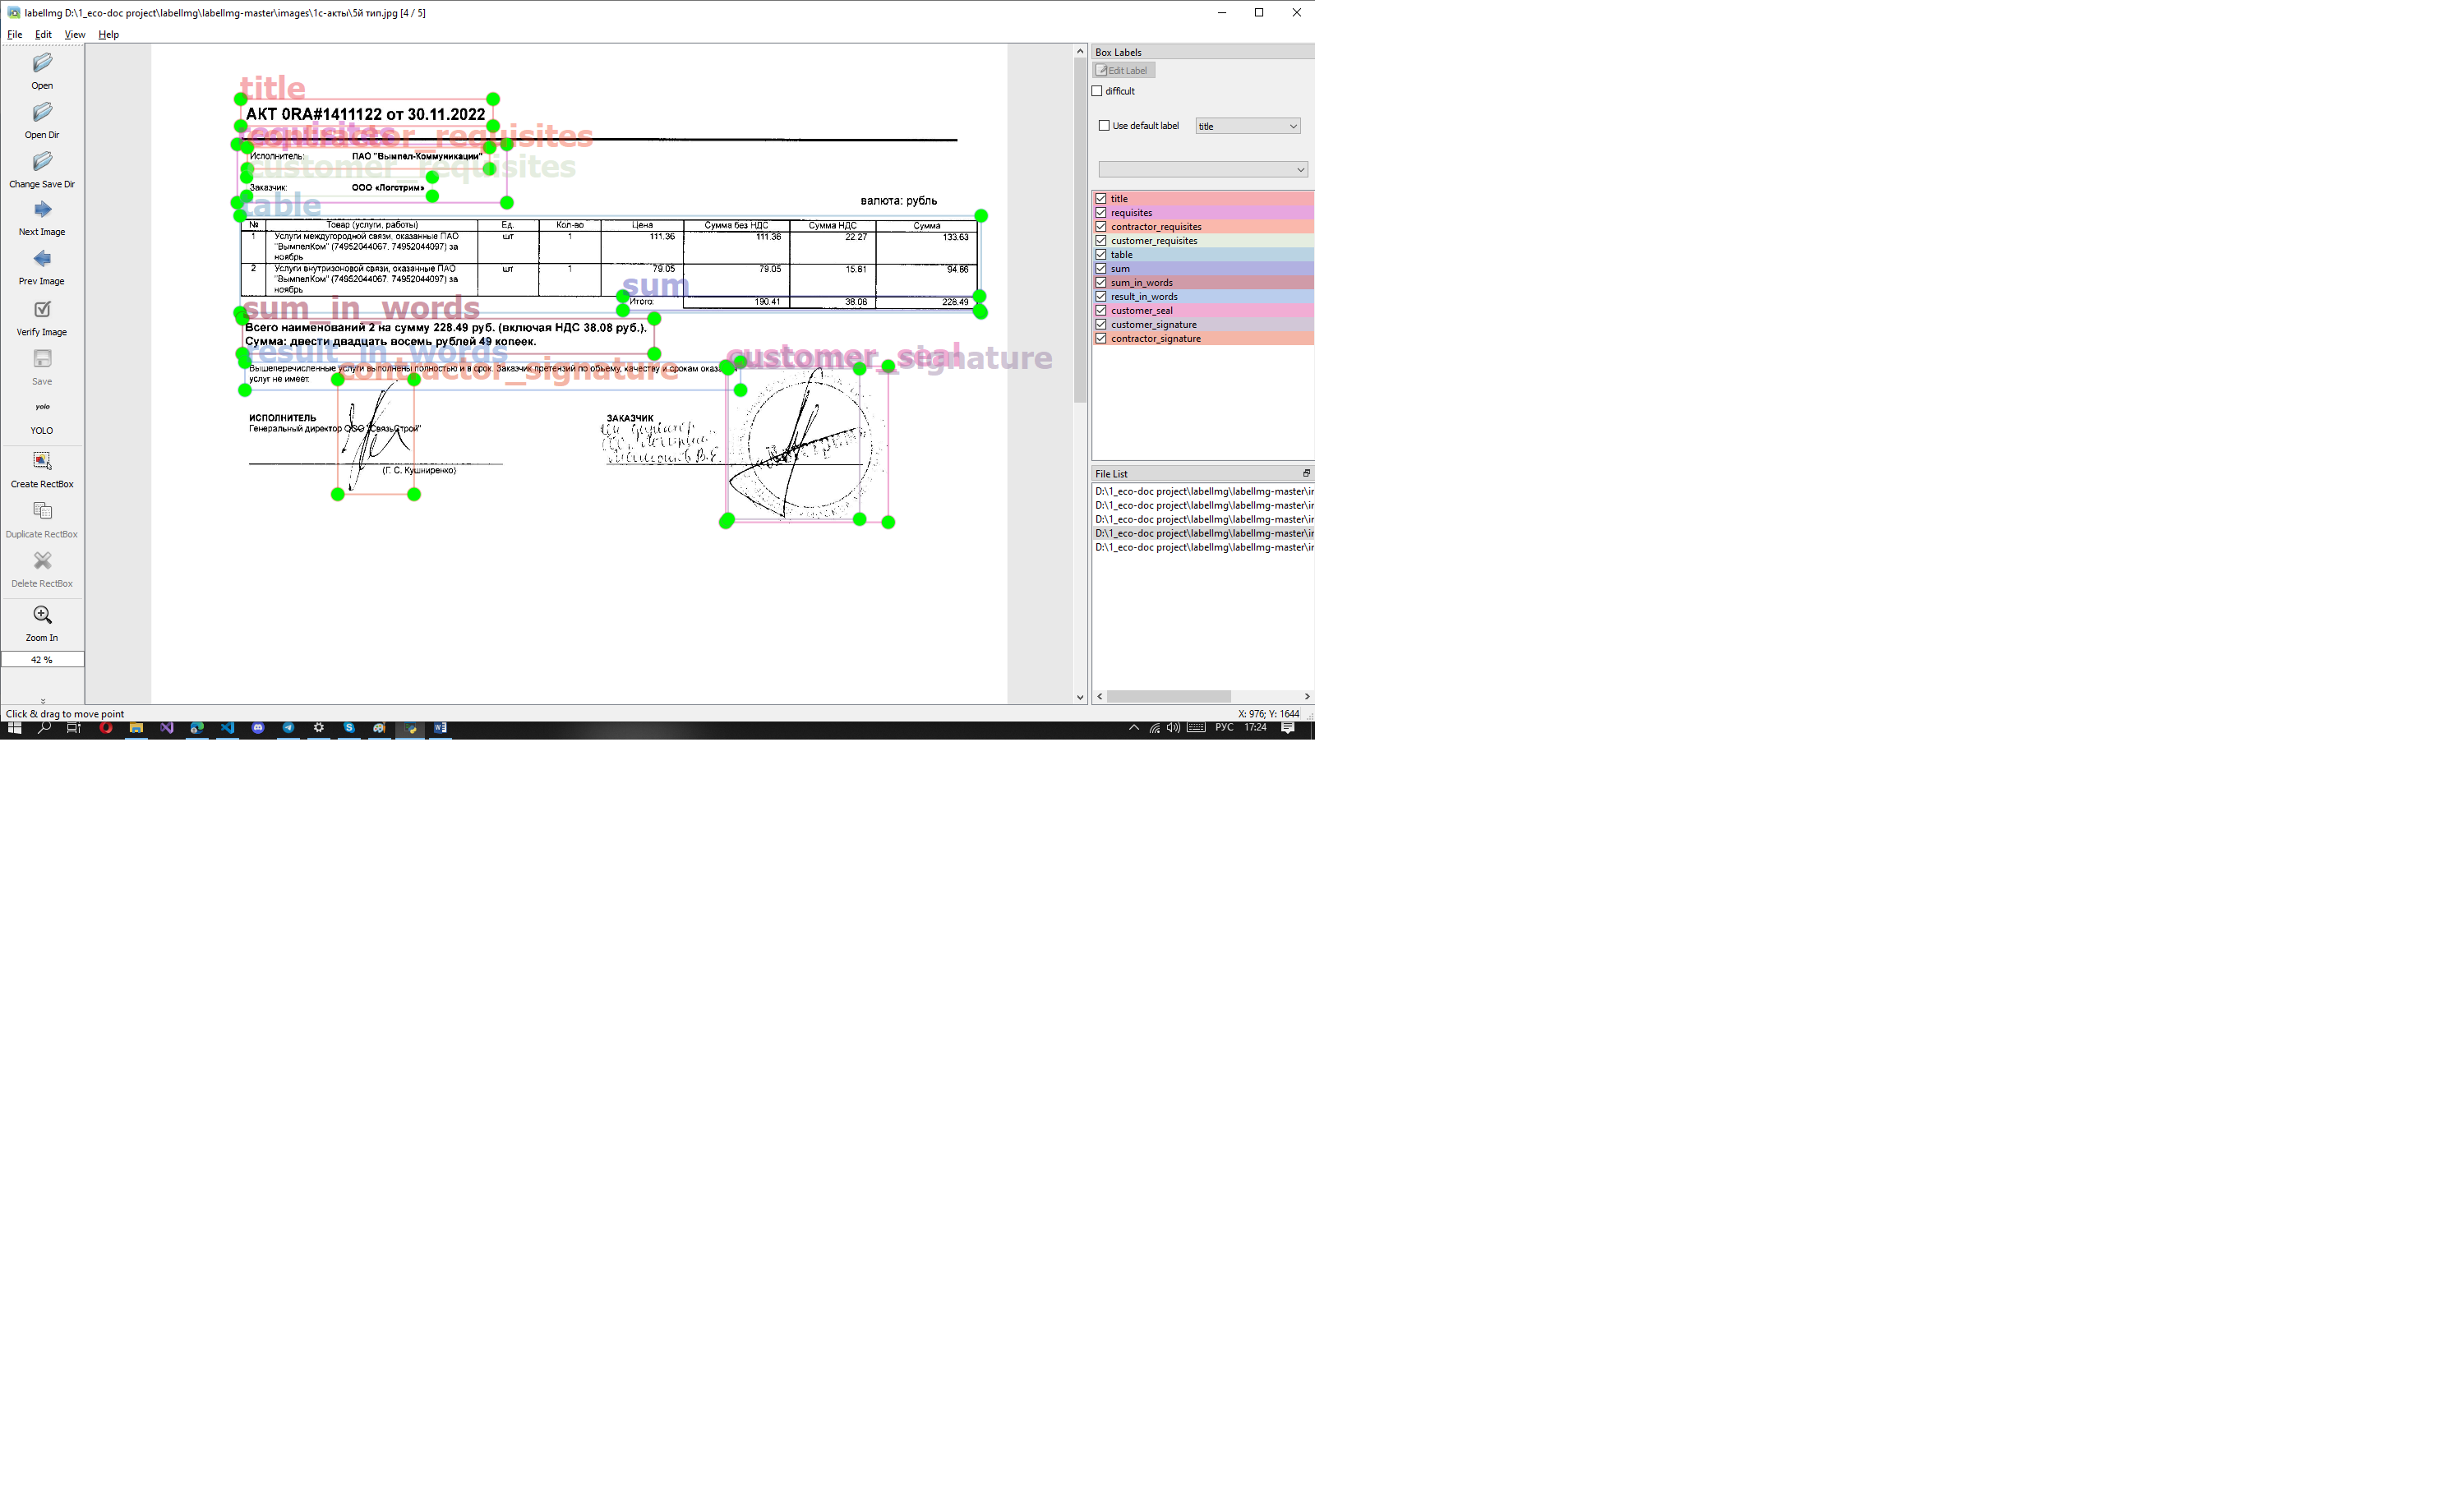 labelImg D:\1_eco-doc project\labelImg\labelImg-master\images\1с-акты\5й тип.jpg [4 / 5]
File Edit View Help
Open
Open Dir
Change Save Dir
Next Image
Prev Image
Verify Image
Save
yolo
YOLO
Create RectBox
Duplicate RectBox
Delete RectBox
Zoom In
42 %
title
АКТ 0RA#1411122 от 30.11.2022
requisites
contractor_requisites
Исполнитель: ПАО "Вымпел-Коммуникации"
customer_requisites
Заказчик: ООО «Логстрим»
table
валюта: рубль
№ Товар (услуги, работы) Ед. Кол-во Цена Сумма без НДС Сумма НДС Сумма
1 Услуги междугородной связи, оказанные ПАО шт 1 111.36 111.36 22.27 133.63
"ВымпелКом" (74952044067, 74952044097) за
ноябрь
2 Услуги внутризоновой связи, оказанные ПАО шт 1 79.05 79.05 15.81 94.86
"ВымпелКом" (74952044067, 74952044097) за
ноябрь
sum
Итого: 190.41 38.08 228.49
sum_in_words
Всего наименований 2 на сумму 228.49 руб. (включая НДС 38.08 руб.).
Сумма: двести двадцать восемь рублей 49 копеек.
result_in_words
customer_seal
customer_signature
Вышеперечисленные услуги выполнены полностью и в срок. Заказчик претензий по объему, качеству и срокам
услуг не имеет.
contractor_signature
ИСПОЛНИТЕЛЬ
Генеральный директор ООО "СвязьСтрой"
(Г. С. Кушниренко)
ЗАКАЗЧИК
Box Labels
Edit Label
difficult
Use default label title
title
requisites
contractor_requisites
customer_requisites
table
sum
sum_in_words
result_in_words
customer_seal
customer_signature
contractor_signature
File List
D:\1_eco-doc project\labelImg\labelImg-master\ir
D:\1_eco-doc project\labelImg\labelImg-master\ir
D:\1_eco-doc project\labelImg\labelImg-master\ir
D:\1_eco-doc project\labelImg\labelImg-master\ir
D:\1_eco-doc project\labelImg\labelImg-master\ir
Click & drag to move point
X: 976; Y: 1644
РУС 17:24